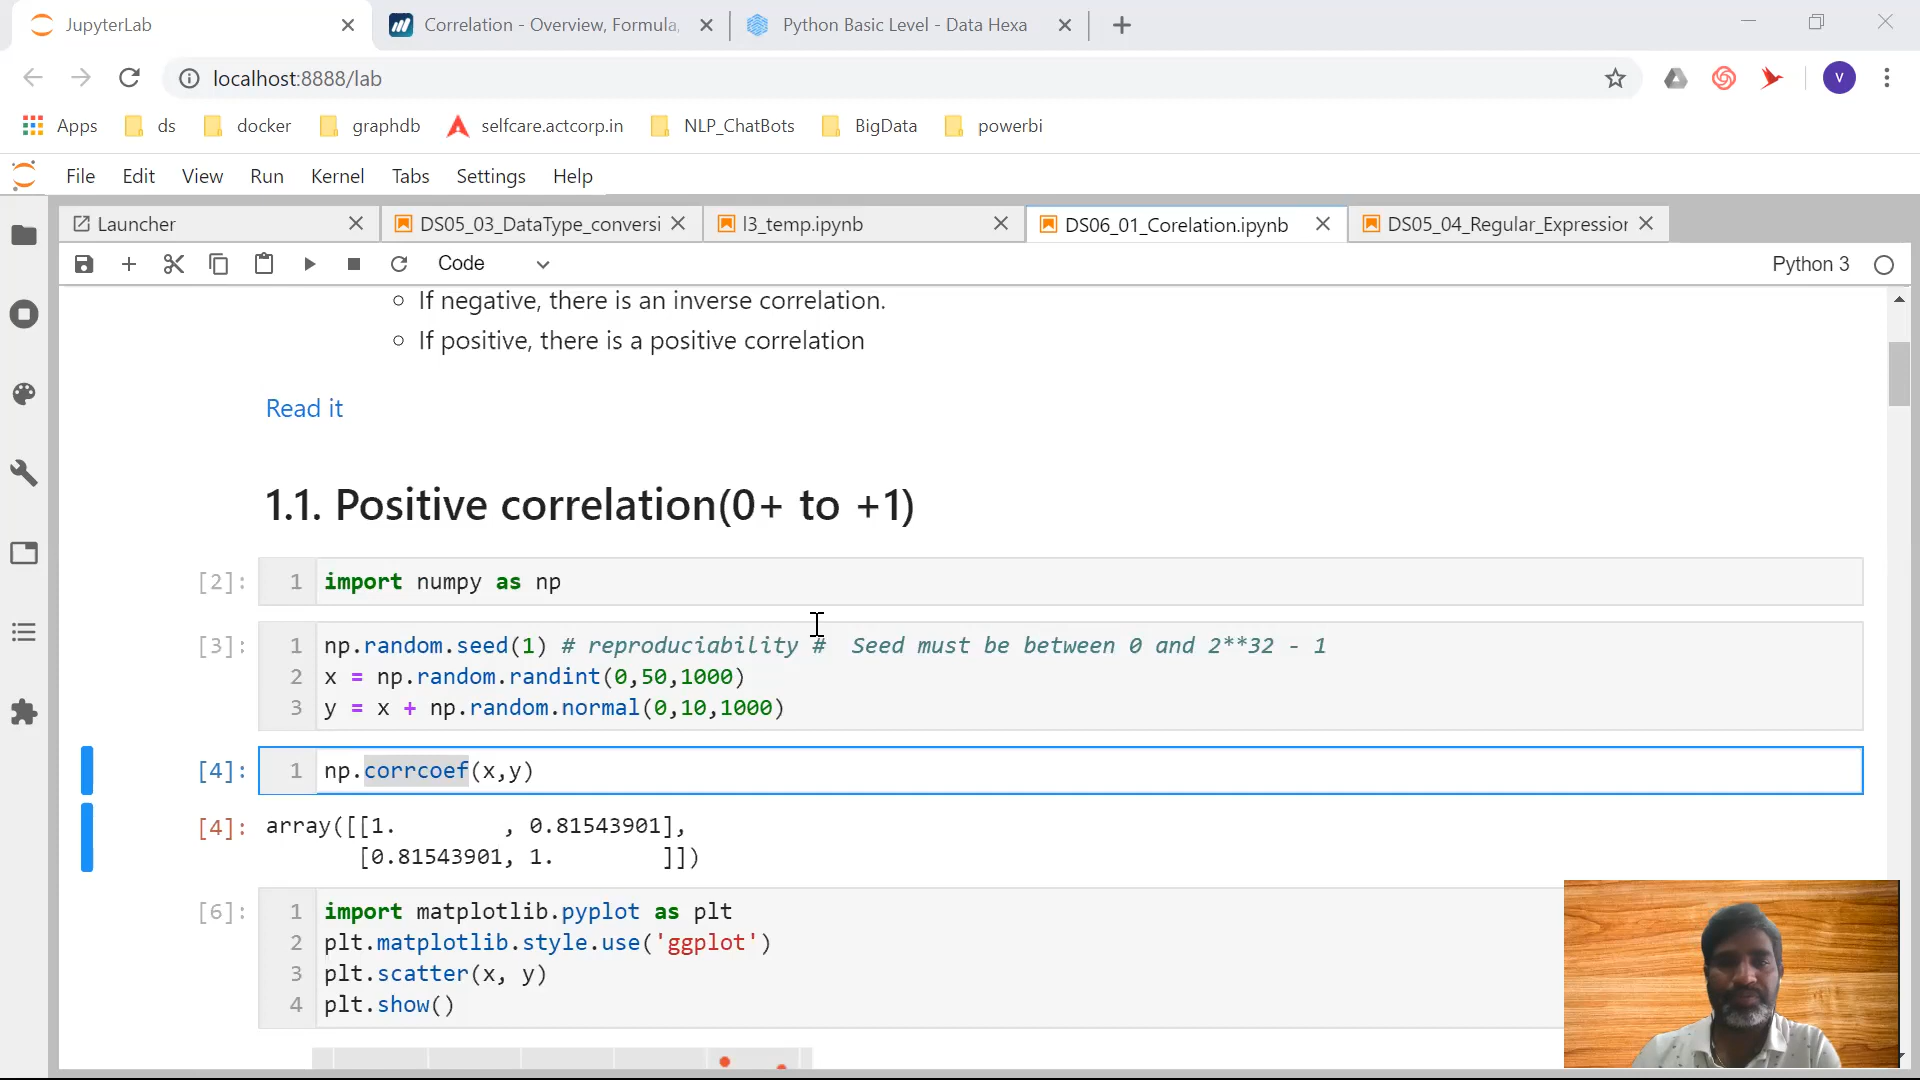 JupyterLab
Correlation - Overview, Formula,
Python Basic Level - Data Hexa
localhost:8888/lab
V
Apps
ds
docker
graphdb
selfcare.actcorp.in
NLP_ChatBots
BigData
powerbi
File
Edit
View
Run
Kernel
Tabs
Settings
Help
Launcher
DS05_03_DataType_conversi
l3_temp.ipynb
DS06_01_Corelation.ipynb
DS05_04_Regular_Expression
Code
Python 3
If negative, there is an inverse correlation.
If positive, there is a positive correlation
Read it
1.1. Positive correlation(0+ to +1)
[2]: 1 import numpy as np
[3]: 1 np.random.seed(1) # reproduciability # Seed must be between 0 and 2**32 - 1
2 x = np.random.randint(0,50,1000)
3 y = x + np.random.normal(0,10,1000)
[4]: 1 np.corrcoef(x,y)
[4]: array([[1. , 0.81543901],
[0.81543901, 1. ]])
[6]: 1 import matplotlib.pyplot as plt
2 plt.matplotlib.style.use('ggplot')
3 plt.scatter(x, y)
4 plt.show()